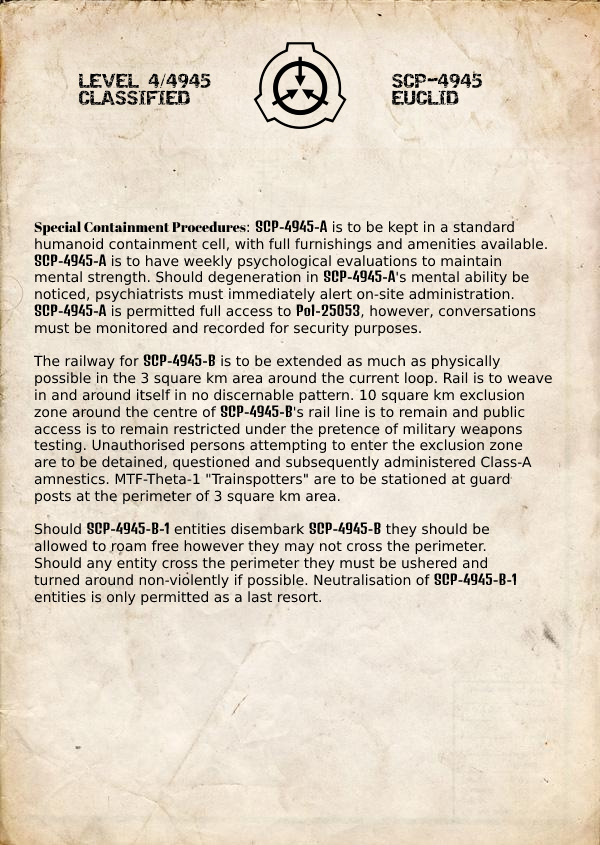 LEVEL 4/4945
CLASSIFIED
SCP-4945
EUCLID
Special Containment Procedures: SCP-4945-A is to be kept in a standard
humanoid containment cell, with full furnishings and amenities available.
SCP-4945-A is to have weekly psychological evaluations to maintain
mental strength. Should degeneration in SCP-4945-A's mental ability be
noticed, psychiatrists must immediately alert on-site administration.
SCP-4945-A is permitted full access to PoI-25053, however, conversations
must be monitored and recorded for security purposes.
The railway for SCP-4945-B is to be extended as much as physically
possible in the 3 square km area around the current loop. Rail is to weave
in and around itself in no discernable pattern. 10 square km exclusion
zone around the centre of SCP-4945-B's rail line is to remain and public
access is to remain restricted under the pretence of military weapons
testing. Unauthorised persons attempting to enter the exclusion zone
are to be detained, questioned and subsequently administered Class-A
amnestics. MTF-Theta-1 "Trainspotters" are to be stationed at guard
posts at the perimeter of 3 square km area.
Should SCP-4945-B-1 entities disembark SCP-4945-B they should be
allowed to roam free however they may not cross the perimeter.
Should any entity cross the perimeter they must be ushered and
turned around non-violently if possible. Neutralisation of SCP-4945-B-1
entities is only permitted as a last resort.